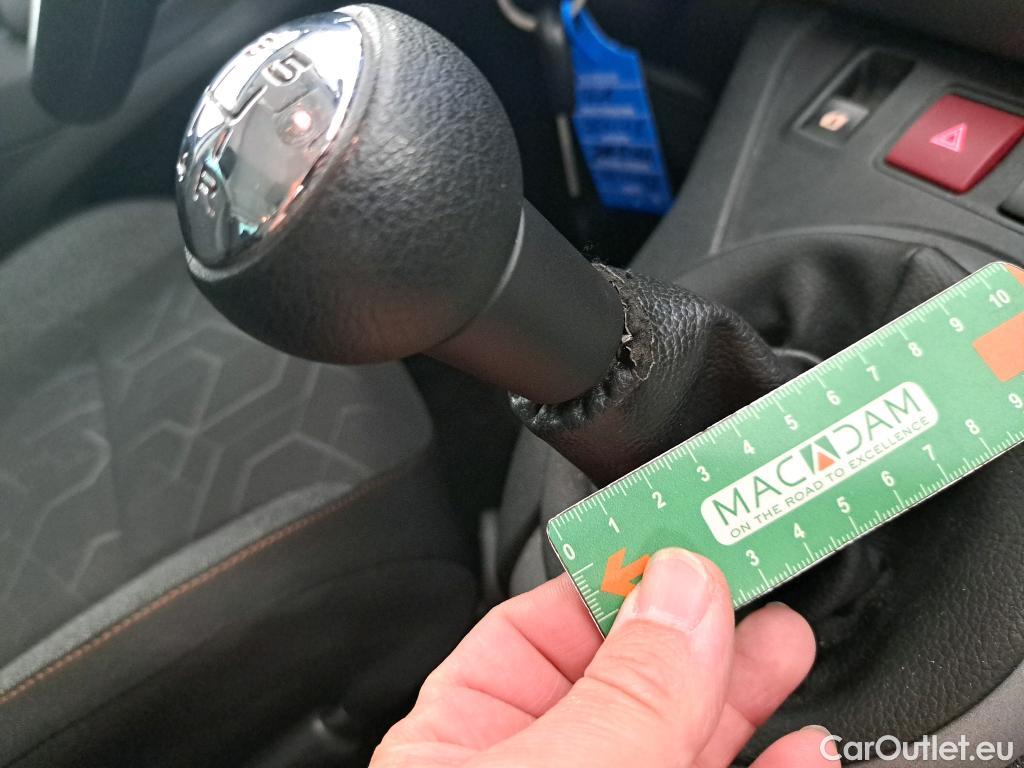 5
R
MACADAM
ON THE ROAD TO EXCELLENCE
0 1 2 3 4 5 6 7 8 9 10
3 4 5 6 7 8 9
CarOutlet.eu